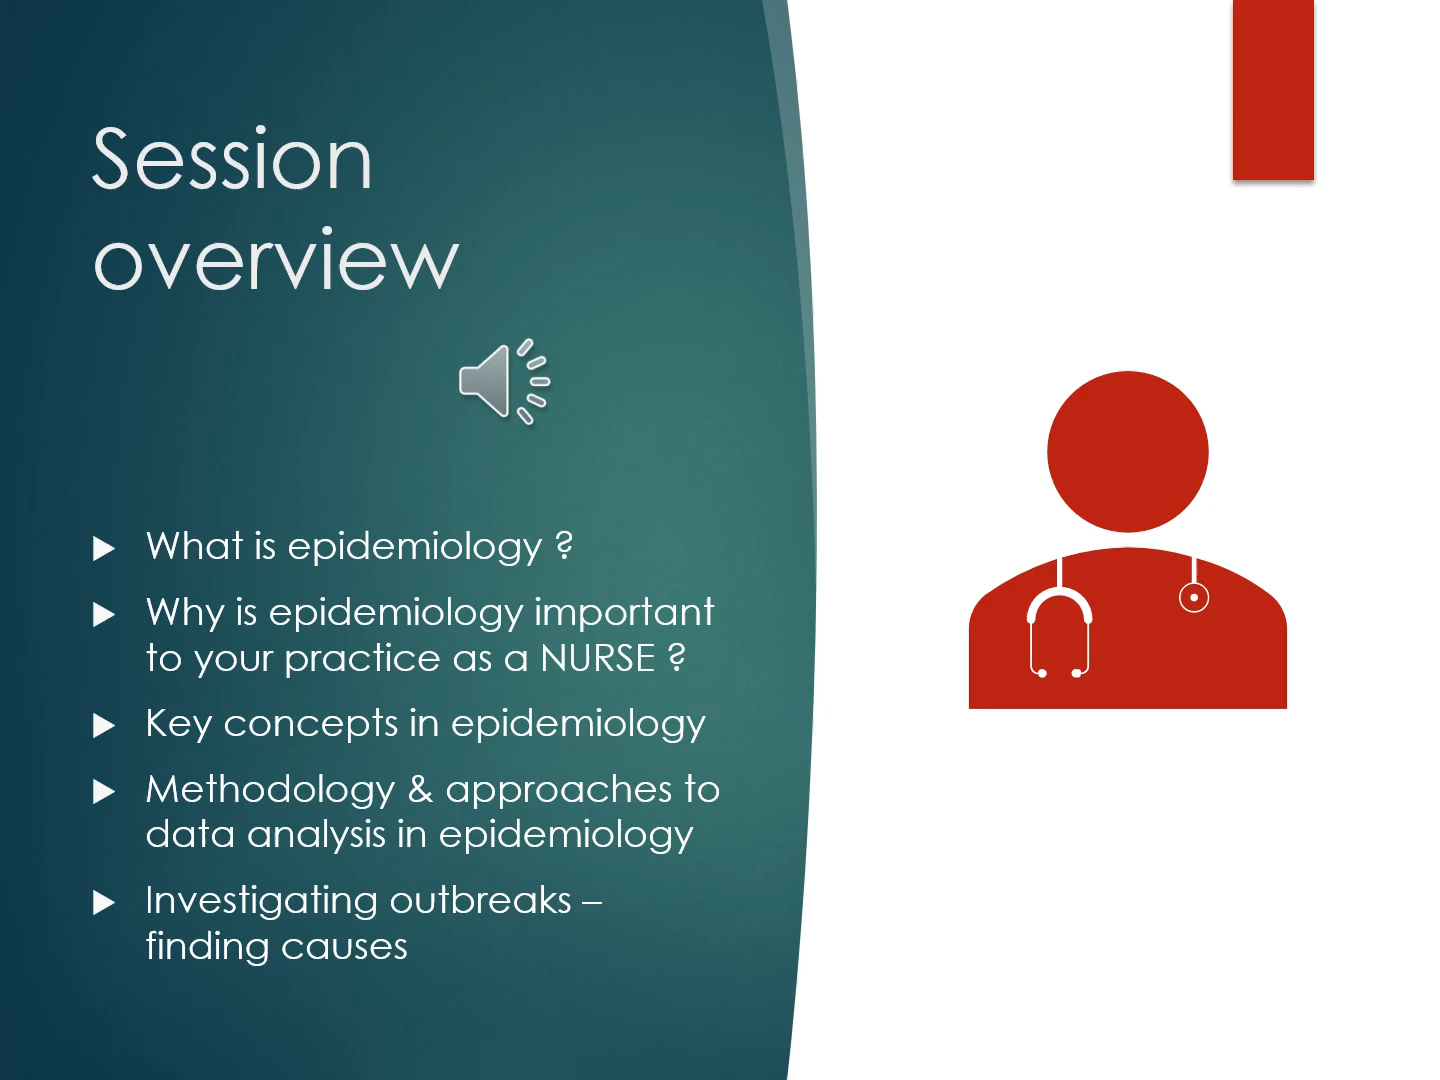 Session
overview
What is epidemiology ?
Why is epidemiology important
to your practice as a NURSE ?
Key concepts in epidemiology
Methodology & approaches to
data analysis in epidemiology
Investigating outbreaks –
finding causes